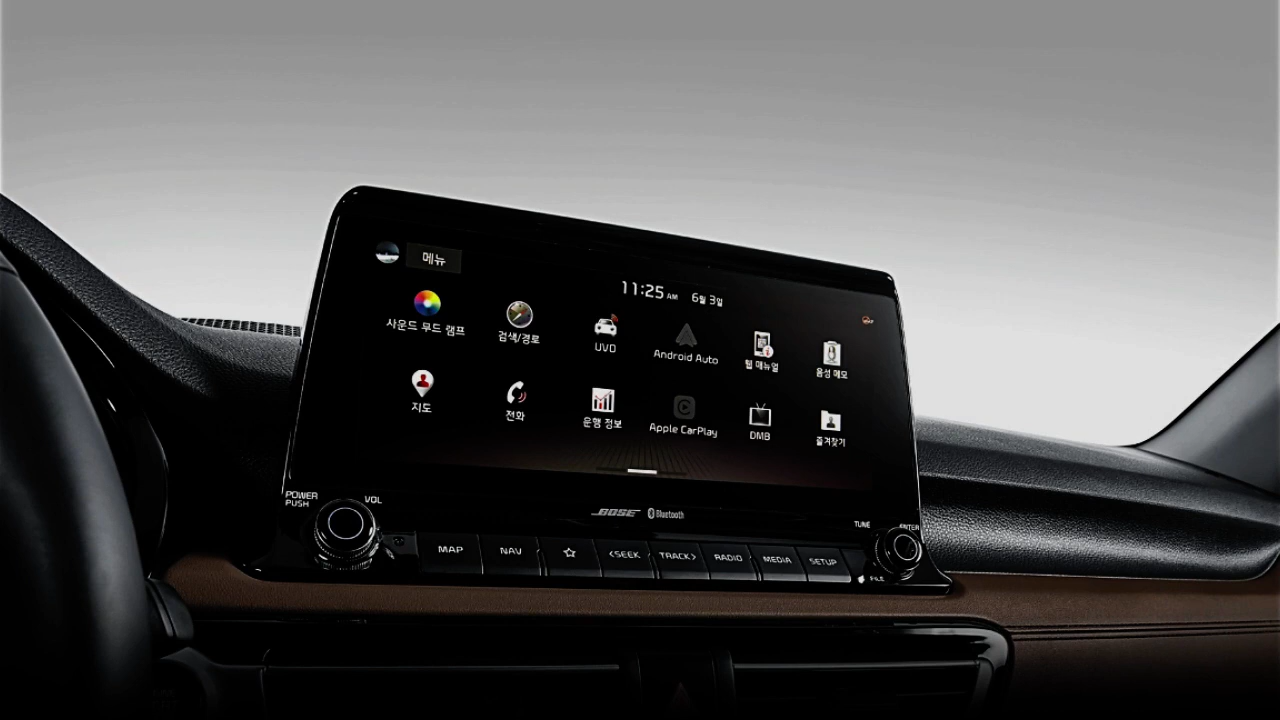 메뉴
11:25 AM 6월 3일
사운드 무드 램프
검색/경로
UVO
Android Auto
웹 매뉴얼
음성 메모
지도
전화
운행 정보
Apple CarPlay
DMB
즐겨찾기
POWER
PUSH
VOL
BOSE
Bluetooth
TUNE
ENTER
MAP
NAV
☆
<SEEK
TRACK>
RADIO
MEDIA
SETUP
FILE